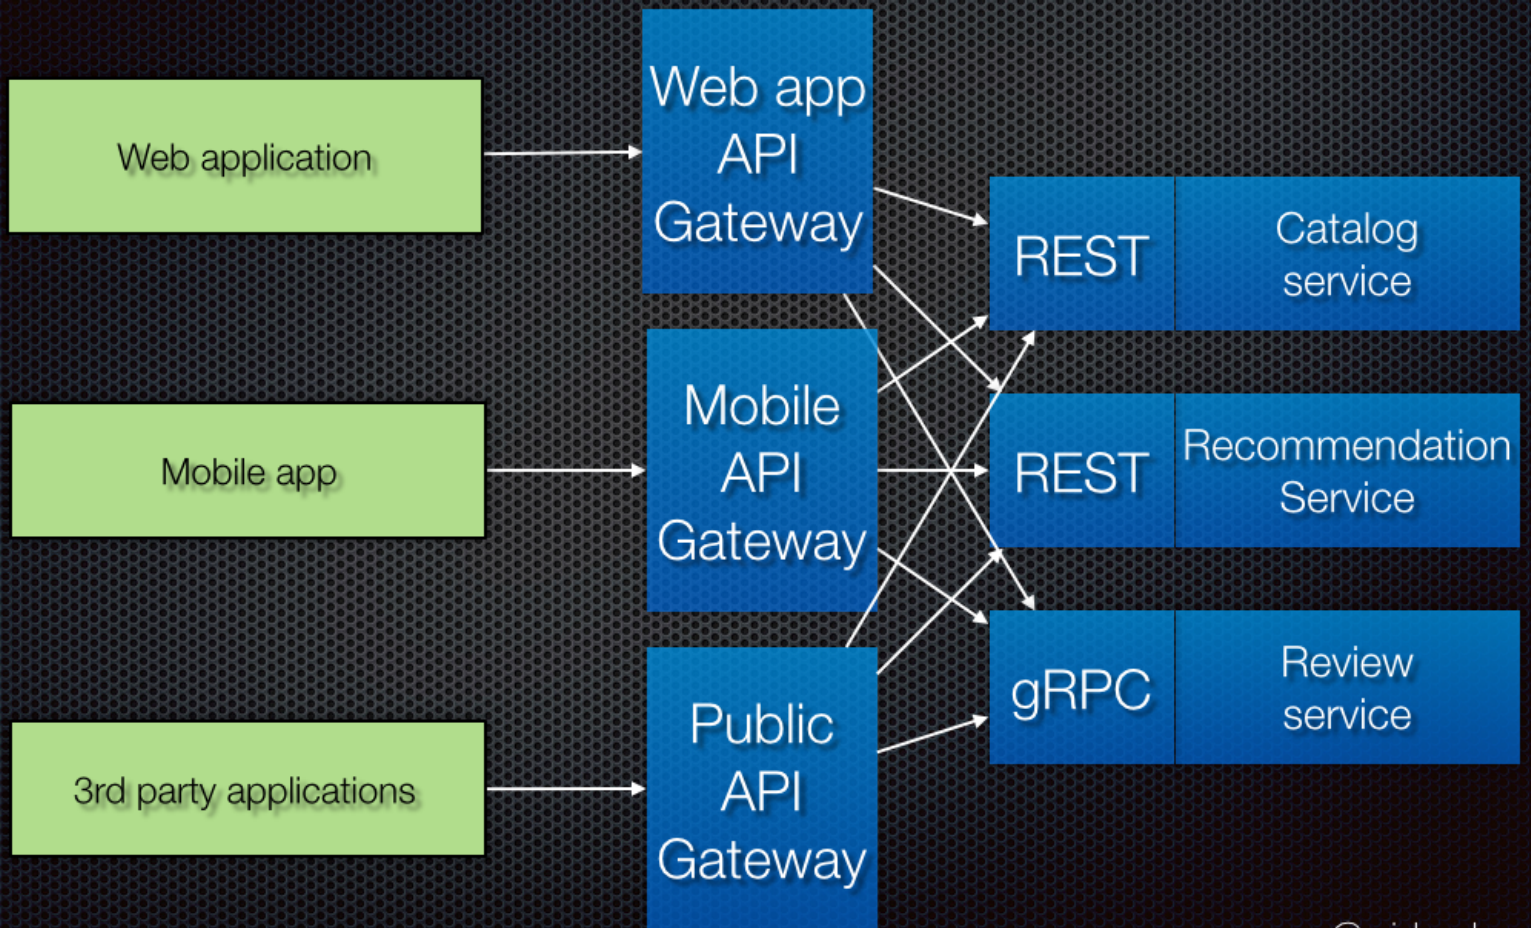 Web application
Web app
API
Gateway
REST
Catalog
service
Mobile app
Mobile
API
Gateway
REST
Recommendation
Service
3rd party applications
Public
API
Gateway
gRPC
Review
service